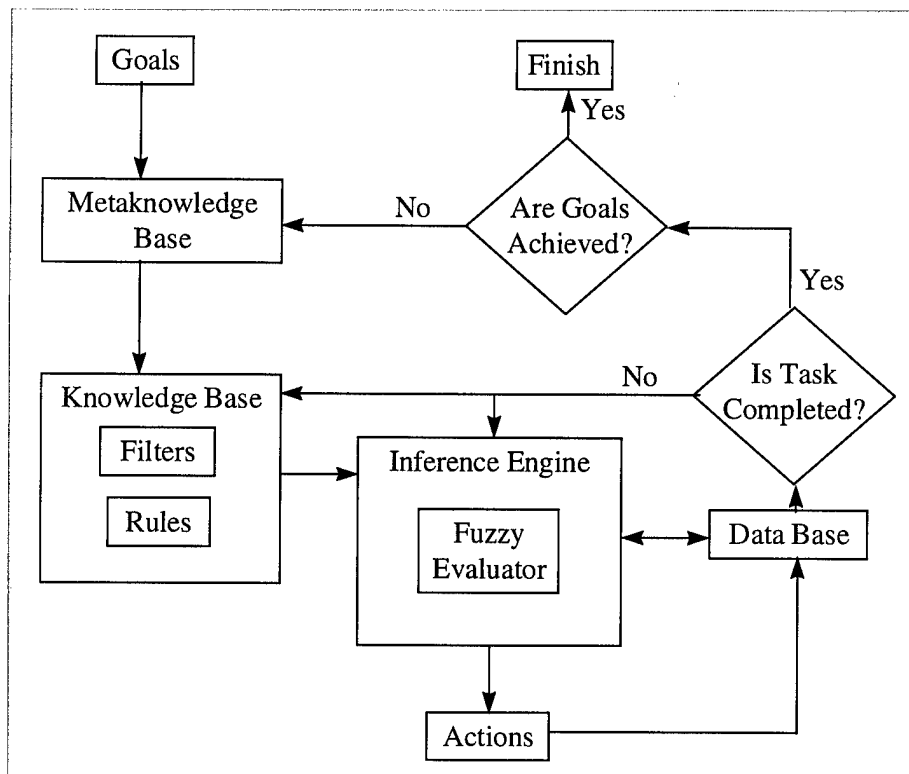 Goals
Finish
Yes
Metaknowledge
Base
No
Are Goals
Achieved?
Yes
Knowledge Base
No
Is Task
Completed?
Filters
Inference Engine
Rules
Fuzzy
Evaluator
Data Base
Actions